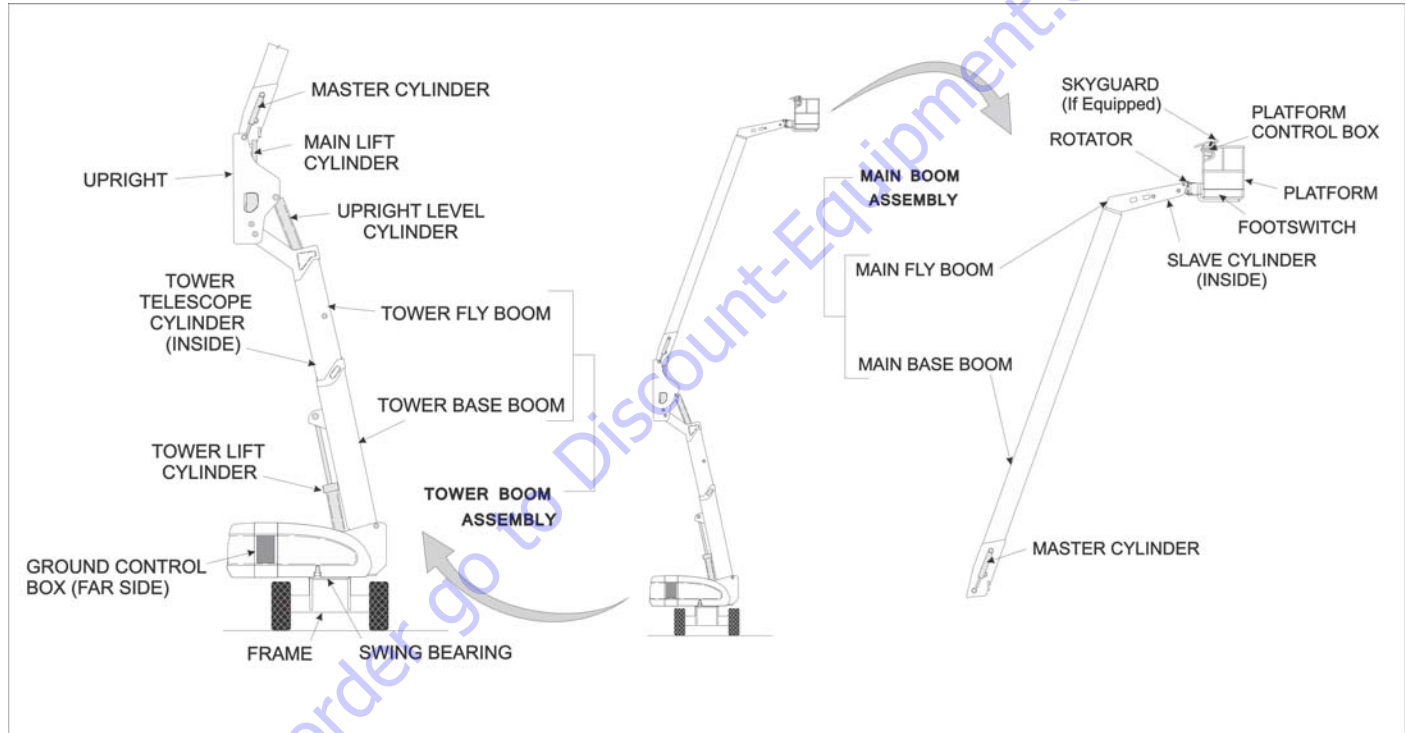 MASTER CYLINDER
MAIN LIFT
CYLINDER
UPRIGHT
UPRIGHT LEVEL
CYLINDER
TOWER
TELESCOPE
CYLINDER
(INSIDE)
TOWER FLY BOOM
TOWER BASE BOOM
TOWER LIFT
CYLINDER
TOWER BOOM
ASSEMBLY
GROUND CONTROL
BOX (FAR SIDE)
FRAME
SWING BEARING
MAIN BOOM
ASSEMBLY
MAIN FLY BOOM
MAIN BASE BOOM
SKYGUARD
(If Equipped)
PLATFORM
CONTROL BOX
ROTATOR
PLATFORM
FOOTSWITCH
SLAVE CYLINDER
(INSIDE)
MASTER CYLINDER
order go to Discount-Equipment.c